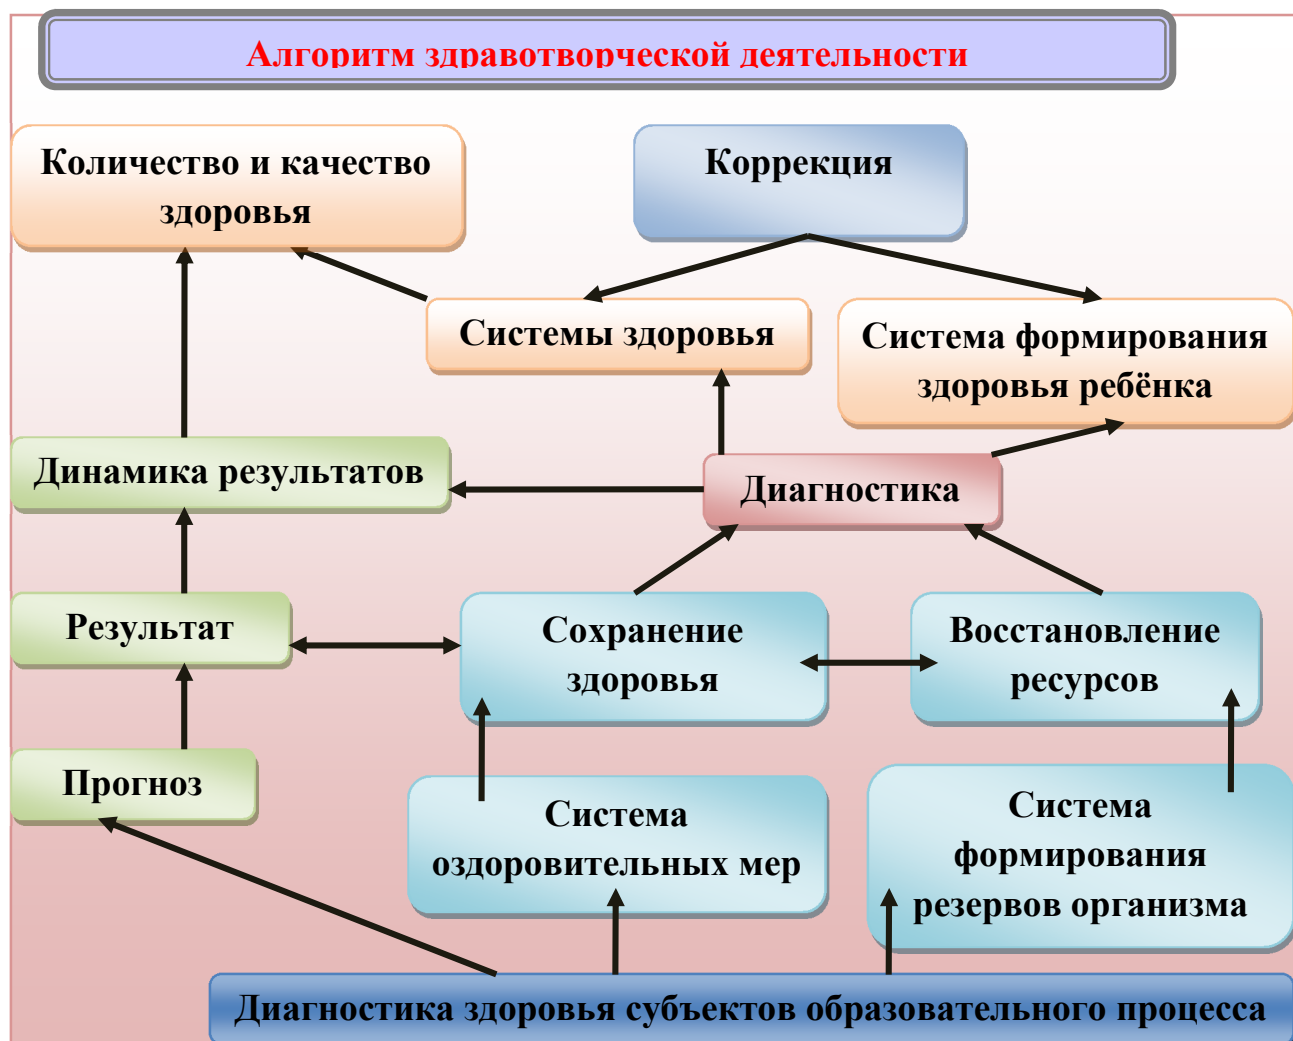 Алгоритм здравотворческой деятельности
Количество и качество
здоровья
Коррекция
Системы здоровья
Система формирования
здоровья ребёнка
Динамика результатов
Диагностика
Результат
Сохранение
здоровья
Восстановление
ресурсов
Прогноз
Система
оздоровительных мер
Система
формирования
резервов организма
Диагностика здоровья субъектов образовательного процесса